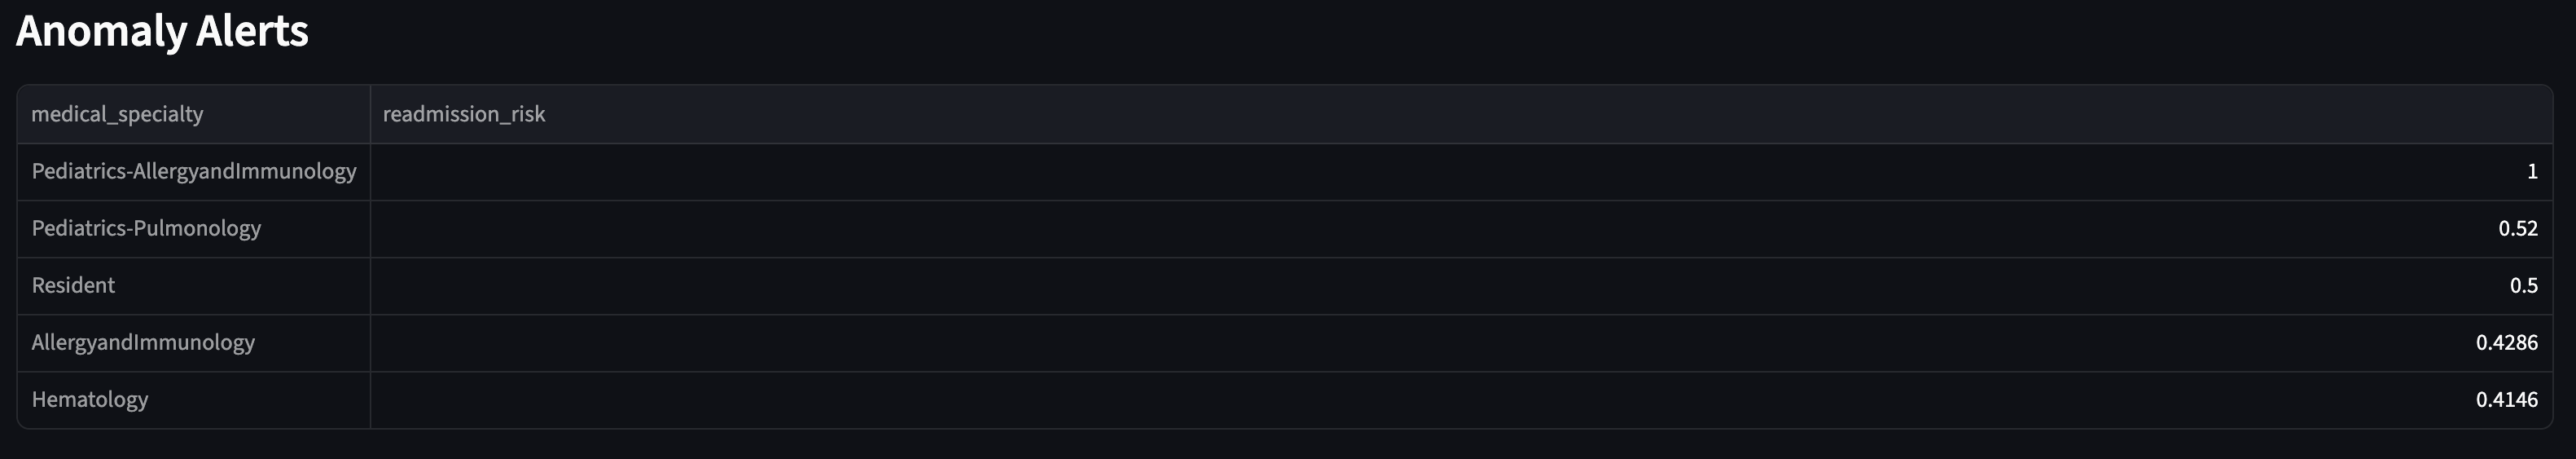 Anomaly Alerts
medical_specialty readmission_risk
Pediatrics-AllergyandImmunology 1
Pediatrics-Pulmonology 0.52
Resident 0.5
AllergyandImmunology 0.4286
Hematology 0.4146